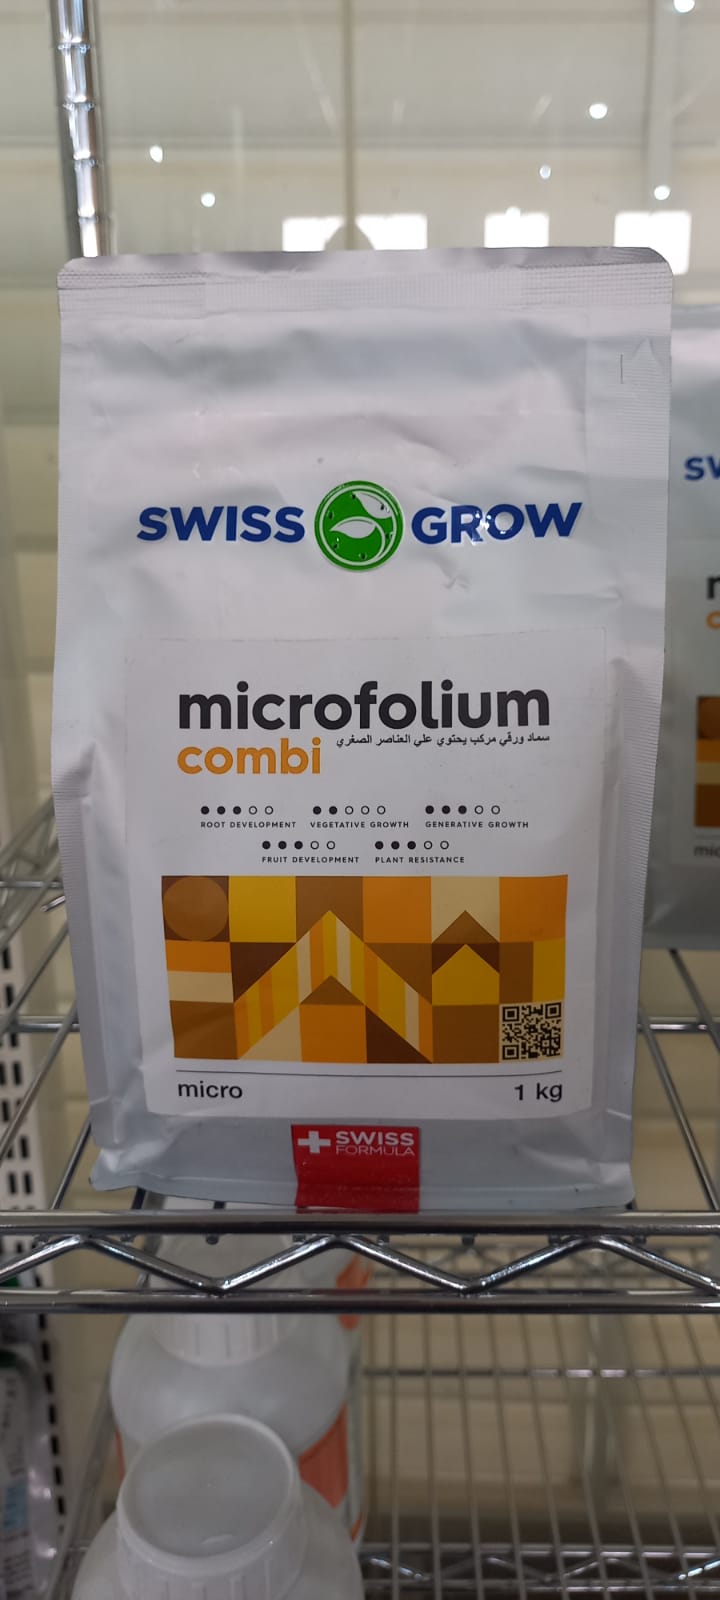 SWISS GROW
microfolium
combi سماد ورقي مركب يحتوي علي العناصر الصغري
ROOT DEVELOPMENT VEGETATIVE GROWTH GENERATIVE GROWTH
FRUIT DEVELOPMENT PLANT RESISTANCE
micro 1 kg
SWISS
FORMULA